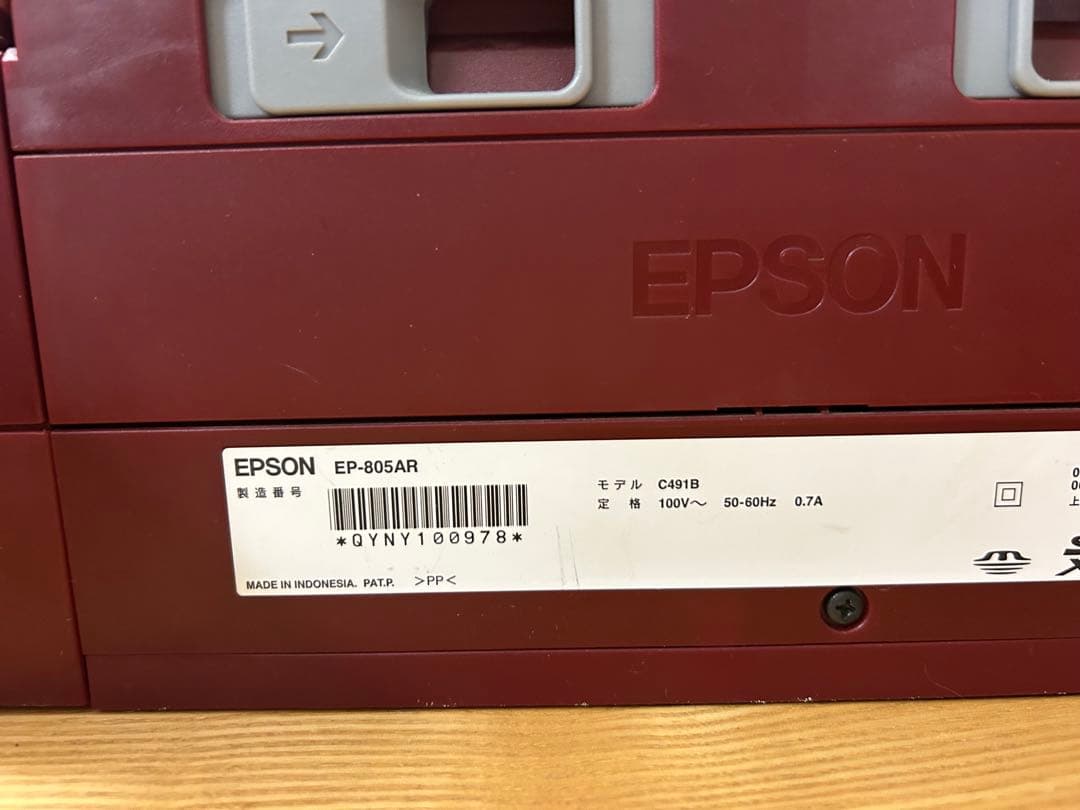 EPSON
EPSON EP-805AR
製造番号
*QYNY100978*
モデル C491B
定格 100V～ 50-60Hz 0.7A
MADE IN INDONESIA. PAT.P. >PP<
上